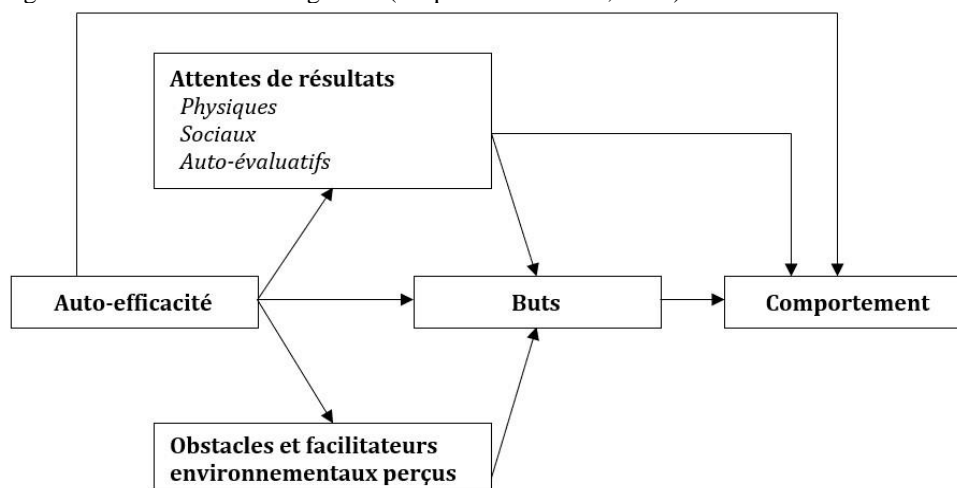 Attentes de résultats
Physiques
Sociaux
Auto-évaluatifs
Auto-efficacité
Buts
Comportement
Obstacles et facilitateurs
environnementaux perçus